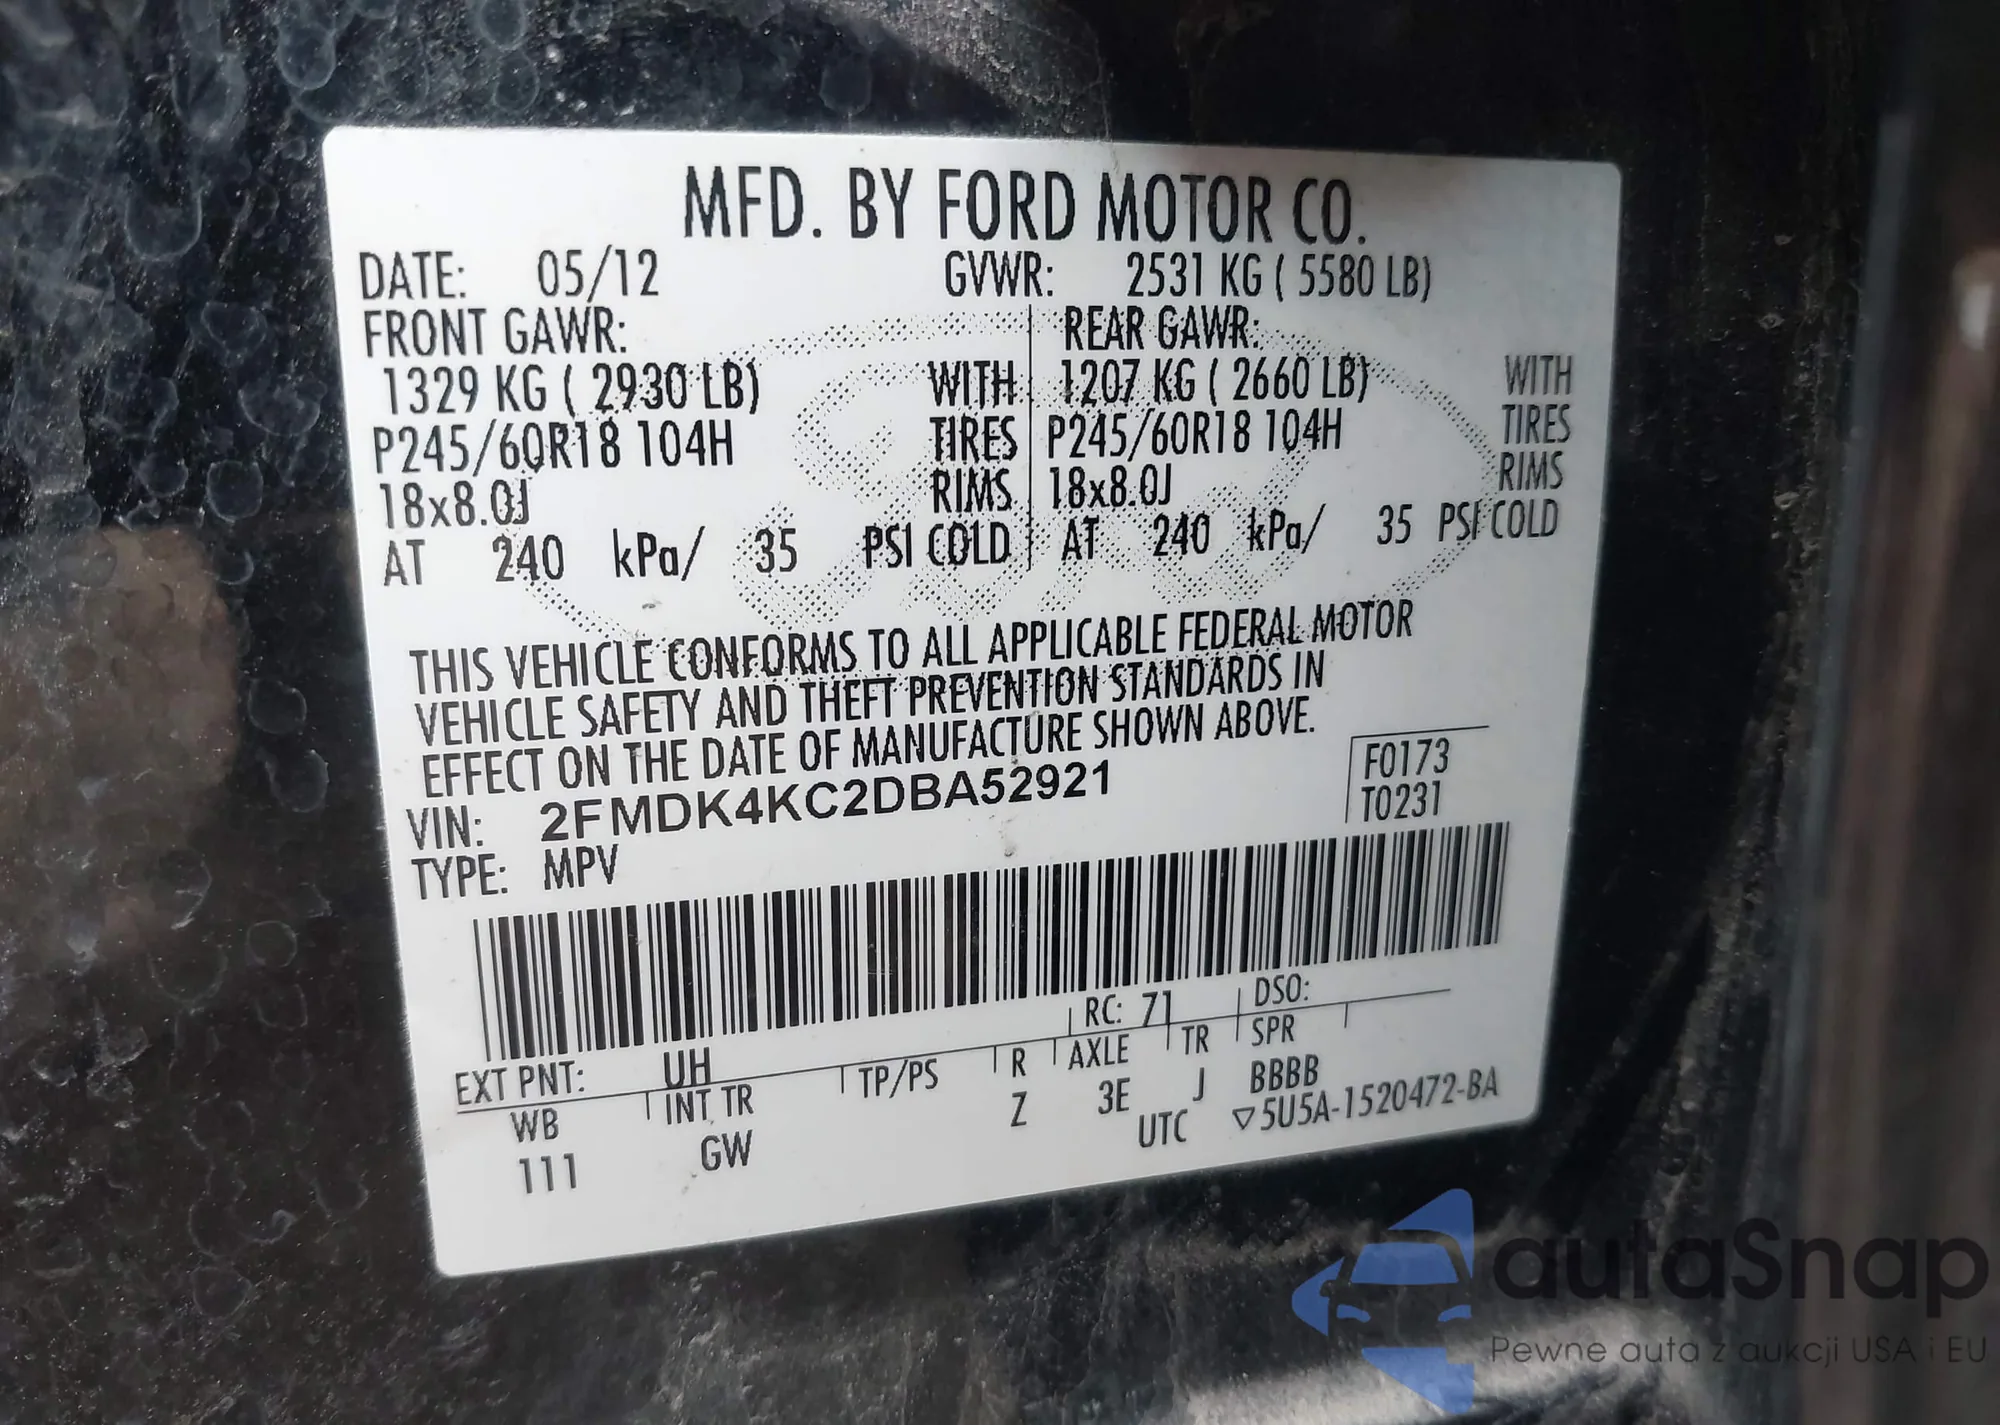 MFD. BY FORD MOTOR CO.
DATE: 05/12 GVWR: 2531 KG ( 5580 LB)
FRONT GAWR: REAR GAWR:
1329 KG ( 2930 LB) WITH 1207 KG ( 2660 LB) WITH
P245/60R18 104H TIRES P245/60R18 104H TIRES
18x8.0J RIMS 18x8.0J RIMS
AT 240 kPa/ 35 PSI COLD AT 240 kPa/ 35 PSI COLD
THIS VEHICLE CONFORMS TO ALL APPLICABLE FEDERAL MOTOR
VEHICLE SAFETY AND THEFT PREVENTION STANDARDS IN
EFFECT ON THE DATE OF MANUFACTURE SHOWN ABOVE.
VIN: 2FMDK4KC2DBA52921 F0173
TYPE: MPV T0231
EXT PNT: UH RC: 71 DSO:
WB INT TR TP/PS R AXLE TR SPR
111 GW Z 3E J BBBB
UTC ▽5U5A-1520472-BA
autaSnap
Pewne auta z aukcji USA i EU